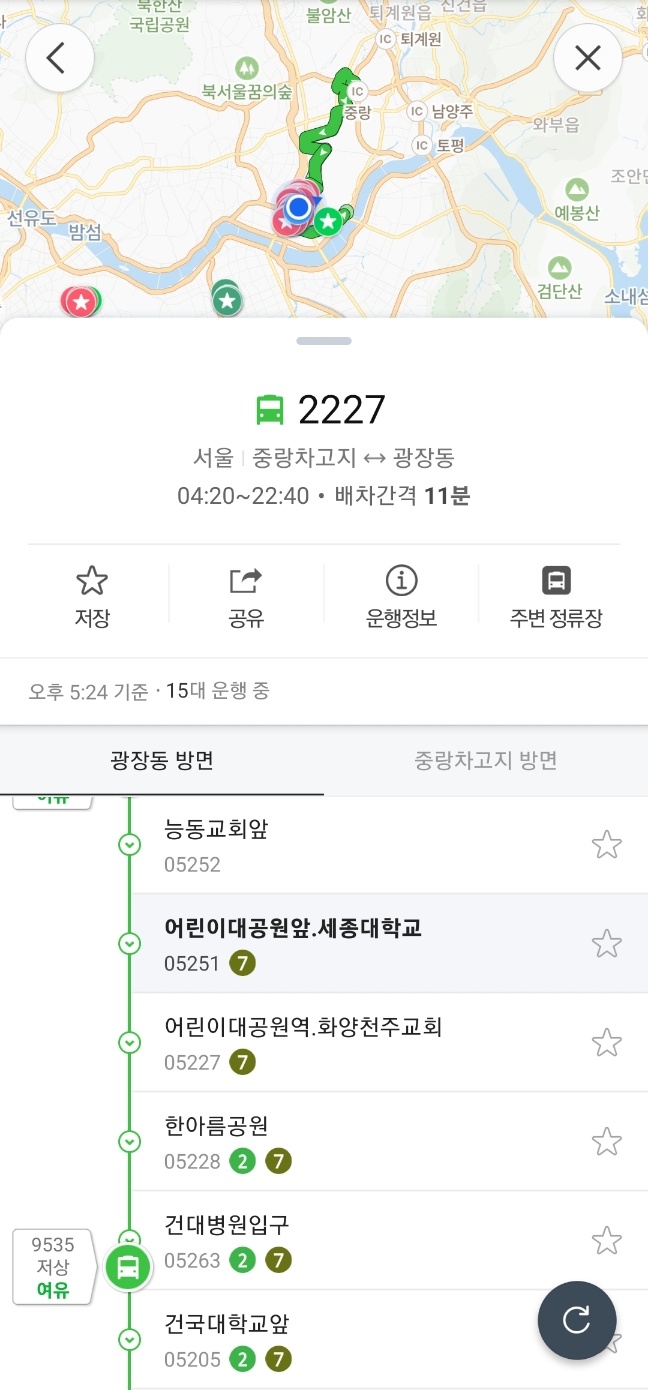 북한산
국립공원
불암산
퇴계원읍
진건읍
IC 퇴계원
북서울꿈의숲
IC
중랑
IC 남양주
와부읍
IC 토평
조안면
예봉산
선유도
밤섬
검단산
소내섬
2227
서울 | 중랑차고지 ↔ 광장동
04:20~22:40 • 배차간격 11분
저장
공유
운행정보
주변 정류장
오후 5:24 기준 · 15대 운행 중
광장동 방면
중랑차고지 방면
여유
능동교회앞
05252
어린이대공원앞.세종대학교
05251 7
어린이대공원역.화양천주교회
05227 7
한아름공원
05228 2 7
건대병원입구
05263 2 7
9535
저상
여유
건국대학교앞
05205 2 7